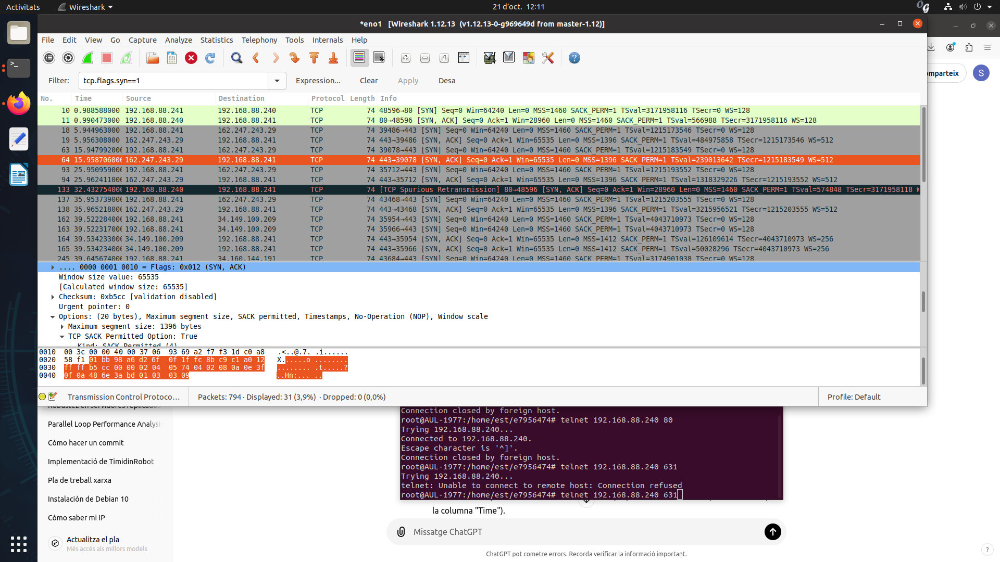 Activitats
Wireshark
21 d'oct. 12:11
*eno1 [Wireshark 1.12.13 (v1.12.13-0-g969649d from master-1.12)]
File Edit View Go Capture Analyze Statistics Telephony Tools Internals Help
Filter: tcp.flags.syn==1 Expression... Clear Apply Desa
No. Time Source Destination Protocol Length Info
10 0.988588000 192.168.88.241 192.168.88.240 TCP 74 48596→80 [SYN] Seq=0 Win=64240 Len=0 MSS=1460 SACK_PERM=1 TSval=3171958116 TSecr=0 WS=128
11 0.990473000 192.168.88.240 192.168.88.241 TCP 74 80→48596 [SYN, ACK] Seq=0 Ack=1 Win=28960 Len=0 MSS=1460 SACK_PERM=1 TSval=566988 TSecr=3171958116 WS=128
18 5.944963000 192.168.88.241 162.247.243.29 TCP 74 39486→443 [SYN] Seq=0 Win=64240 Len=0 MSS=1460 SACK_PERM=1 TSval=1215173546 TSecr=0 WS=128
19 5.956308000 162.247.243.29 192.168.88.241 TCP 74 443→39486 [SYN, ACK] Seq=0 Ack=1 Win=65535 Len=0 MSS=1396 SACK_PERM=1 TSval=484975858 TSecr=1215173546 WS=512
63 15.947992000 192.168.88.241 162.247.243.29 TCP 74 39078→443 [SYN] Seq=0 Win=64240 Len=0 MSS=1460 SACK_PERM=1 TSval=1215183549 TSecr=0 WS=128
64 15.958706000 162.247.243.29 192.168.88.241 TCP 74 443→39078 [SYN, ACK] Seq=0 Ack=1 Win=65535 Len=0 MSS=1396 SACK_PERM=1 TSval=239013642 TSecr=1215183549 WS=512
93 25.950959000 192.168.88.241 162.247.243.29 TCP 74 35712→443 [SYN] Seq=0 Win=64240 Len=0 MSS=1460 SACK_PERM=1 TSval=1215193552 TSecr=0 WS=128
94 25.962411000 162.247.243.29 192.168.88.241 TCP 74 443→35712 [SYN, ACK] Seq=0 Ack=1 Win=65535 Len=0 MSS=1396 SACK_PERM=1 TSval=1318329226 TSecr=1215193552 WS=512
133 32.432754000 192.168.88.240 192.168.88.241 TCP 74 [TCP Spurious Retransmission] 80→48596 [SYN, ACK] Seq=0 Ack=1 Win=28960 Len=0 MSS=1460 SACK_PERM=1 TSval=574848 TSecr=3171958118 W
137 35.953739000 192.168.88.241 162.247.243.29 TCP 74 43468→443 [SYN] Seq=0 Win=64240 Len=0 MSS=1460 SACK_PERM=1 TSval=1215203555 TSecr=0 WS=128
138 35.965218000 162.247.243.29 192.168.88.241 TCP 74 443→43468 [SYN, ACK] Seq=0 Ack=1 Win=65535 Len=0 MSS=1396 SACK_PERM=1 TSval=3215956521 TSecr=1215203555 WS=512
162 39.522284000 192.168.88.241 34.149.100.209 TCP 74 35954→443 [SYN] Seq=0 Win=64240 Len=0 MSS=1460 SACK_PERM=1 TSval=4043710973 TSecr=0 WS=128
163 39.522317000 192.168.88.241 34.149.100.209 TCP 74 35966→443 [SYN] Seq=0 Win=64240 Len=0 MSS=1460 SACK_PERM=1 TSval=4043710973 TSecr=0 WS=128
164 39.534233000 34.149.100.209 192.168.88.241 TCP 74 443→35954 [SYN, ACK] Seq=0 Ack=1 Win=65535 Len=0 MSS=1412 SACK_PERM=1 TSval=126109614 TSecr=4043710973 WS=256
165 39.534234000 34.149.100.209 192.168.88.241 TCP 74 443→35966 [SYN, ACK] Seq=0 Ack=1 Win=65535 Len=0 MSS=1412 SACK_PERM=1 TSval=50028296 TSecr=4043710973 WS=256
245 39.645674000 192.168.88.241 34.160.144.191 TCP 74 43684→443 [SYN] Seq=0 Win=64240 Len=0 MSS=1460 SACK_PERM=1 TSval=3174901038 TSecr=0 WS=128
.... 0000 0001 0010 = Flags: 0x012 (SYN, ACK)
Window size value: 65535
[Calculated window size: 65535]
Checksum: 0xb5cc [validation disabled]
Urgent pointer: 0
Options: (20 bytes), Maximum segment size, SACK permitted, Timestamps, No-Operation (NOP), Window scale
Maximum segment size: 1396 bytes
TCP SACK Permitted Option: True
Kind: SACK Permitted (4)
0010 00 3c 00 00 40 00 37 06 93 69 a2 f7 f3 1d c0 a8 .<..@.7. .i......
0020 58 f1 01 bb 98 a6 d2 6f 0f 1f fc 8b c9 c1 a0 12 X......o ........
0030 ff ff b5 cc 00 00 02 04 05 74 04 02 08 0a 0e 3f ........ .t.....?
0040 0f 0a 48 6e 3a bd 01 03 03 09 ..Hn:... ..
Transmission Control Protoco… Packets: 794 · Displayed: 31 (3,9%) · Dropped: 0 (0,0%) Profile: Default
mparteix
S
Robustez en servidores replicados
Parallel Loop Performance Analysis
Cómo hacer un commit
Implementació de TimidinRobot
Pla de treball xarxa
Instalación de Debian 10
Cómo saber mi IP
Actualitza el pla
Més accés als millors models
Connection closed by foreign host.
root@AUL-1977:/home/est/e7956474# telnet 192.168.88.240 80
Trying 192.168.88.240...
Connected to 192.168.88.240.
Escape character is '^]'.
Connection closed by foreign host.
root@AUL-1977:/home/est/e7956474# telnet 192.168.88.240 631
Trying 192.168.88.240...
telnet: Unable to connect to remote host: Connection refused
root@AUL-1977:/home/est/e7956474# telnet 192.168.88.240 631
la columna "Time").
Missatge ChatGPT
ChatGPT pot cometre errors. Recorda verificar la informació important.
?